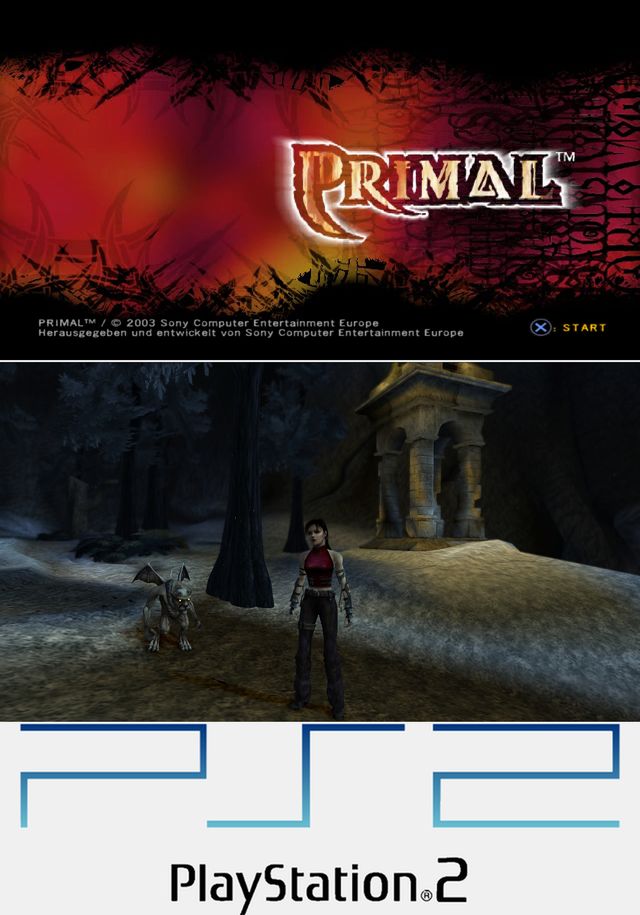 PRIMAL™
PRIMAL™ / © 2003 Sony Computer Entertainment Europe
Herausgegeben und entwickelt von Sony Computer Entertainment Europe
: START
PS2
PlayStation®2